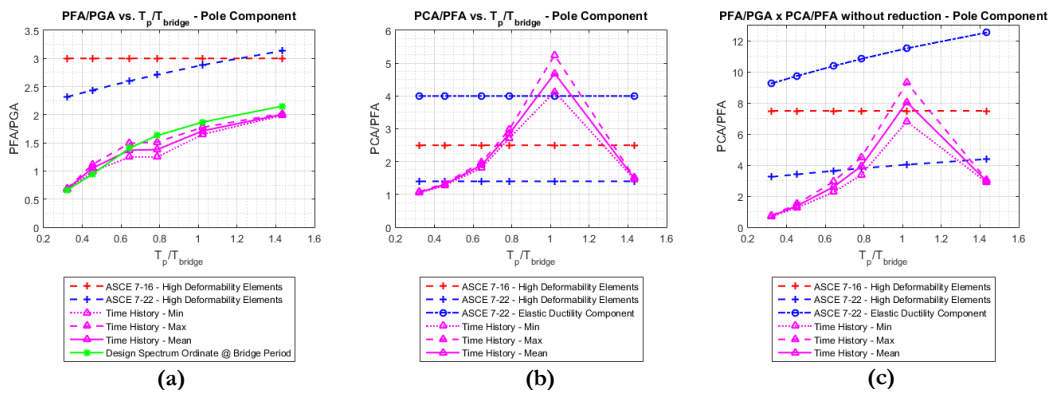 PFA/PGA vs. Tp/Tbridge - Pole Component
PFA/PGA
3.5
3
2.5
2
1.5
1
0.5
0
0.2 0.4 0.6 0.8 1 1.2 1.4 1.6
Tp/Tbridge
ASCE 7-16 - High Deformability Elements
ASCE 7-22 - High Deformability Elements
Time History - Min
Time History - Max
Time History - Mean
Design Spectrum Ordinate @ Bridge Period
(a)
PCA/PFA vs. Tp/Tbridge - Pole Component
PCA/PFA
6
5
4
3
2
1
0
0.2 0.4 0.6 0.8 1 1.2 1.4 1.6
Tp/Tbridge
ASCE 7-16 - High Deformability Elements
ASCE 7-22 - High Deformability Elements
ASCE 7-22 - Elastic Ductility Component
Time History - Min
Time History - Max
Time History - Mean
(b)
PFA/PGA x PCA/PFA without reduction - Pole Component
PFA/PGA x PCA/PFA
12
10
8
6
4
2
0
0.2 0.4 0.6 0.8 1 1.2 1.4 1.6
Tp/Tbridge
ASCE 7-16 - High Deformability Elements
ASCE 7-22 - High Deformability Elements
ASCE 7-22 - Elastic Ductility Component
Time History - Min
Time History - Max
Time History - Mean
(c)